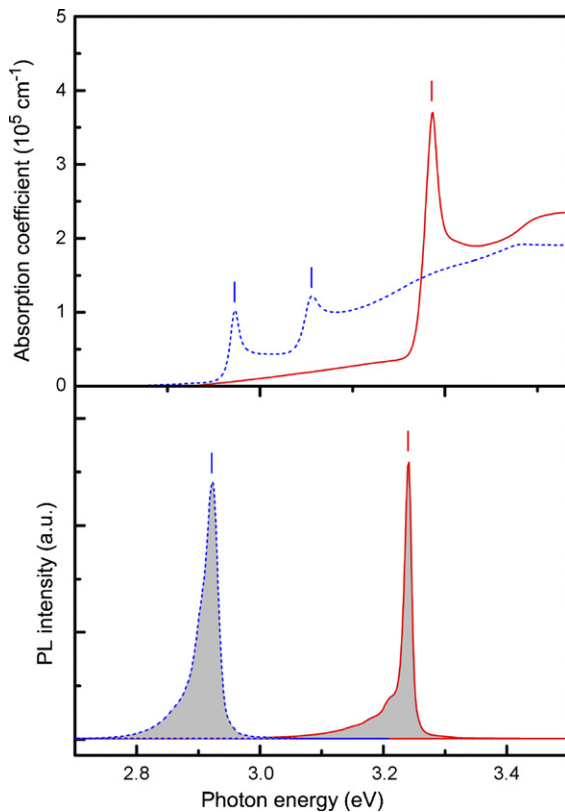 5
4
3
2
1
0
Absorption coefficient (10⁵ cm⁻¹)
PL intensity (a.u.)
2.8 3.0 3.2 3.4
Photon energy (eV)